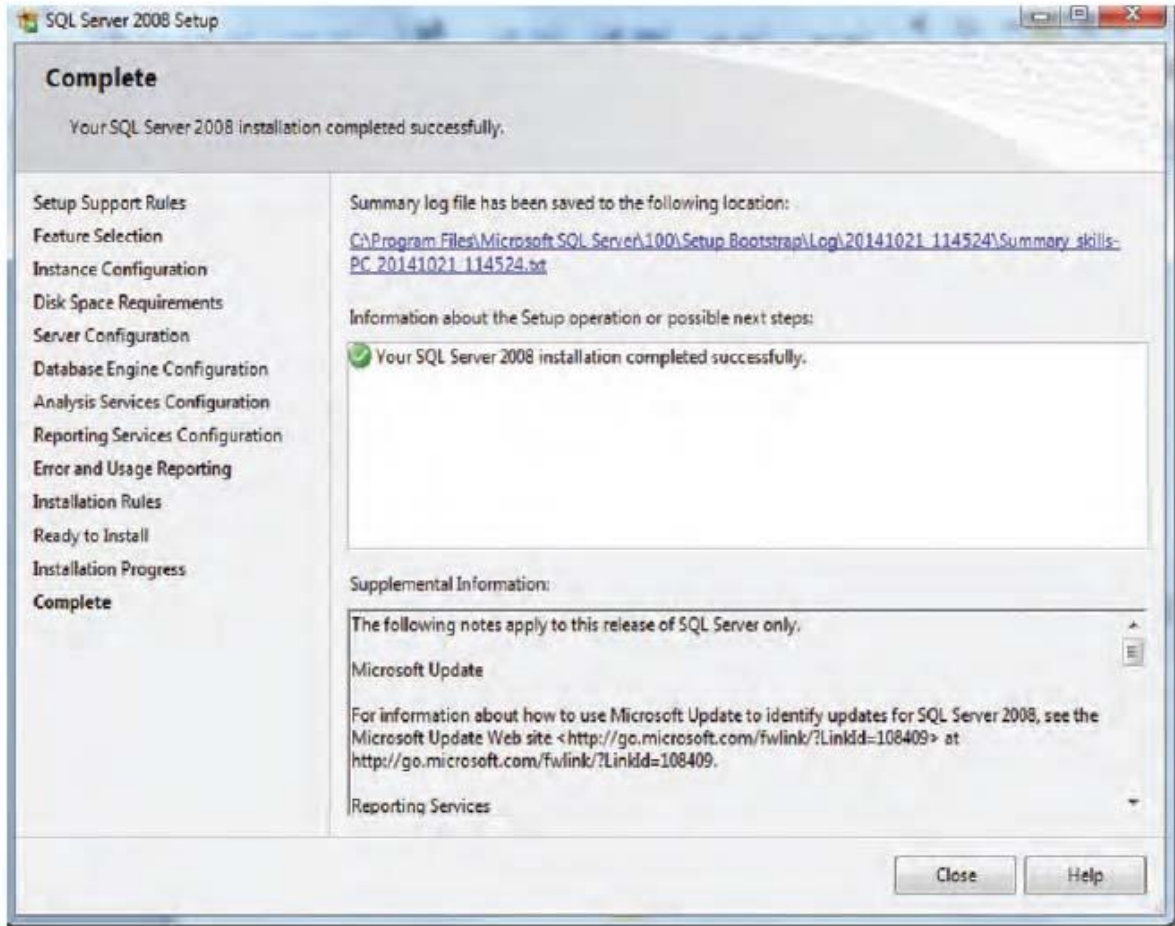 SQL Server 2008 Setup
Complete
Your SQL Server 2008 installation completed successfully.
Setup Support Rules
Feature Selection
Instance Configuration
Disk Space Requirements
Server Configuration
Database Engine Configuration
Analysis Services Configuration
Reporting Services Configuration
Error and Usage Reporting
Installation Rules
Ready to Install
Installation Progress
Complete
Summary log file has been saved to the following location:
C:\Program Files\Microsoft SQL Server\100\Setup Bootstrap\Log\20141021_114524\Summary_skills-
PC_20141021_114524.txt
Information about the Setup operation or possible next steps:
Your SQL Server 2008 installation completed successfully.
Supplemental Information:
The following notes apply to this release of SQL Server only.
Microsoft Update
For information about how to use Microsoft Update to identify updates for SQL Server 2008, see the
Microsoft Update Web site <http://go.microsoft.com/fwlink/?LinkId=108409> at
http://go.microsoft.com/fwlink/?LinkId=108409.
Reporting Services
Close
Help